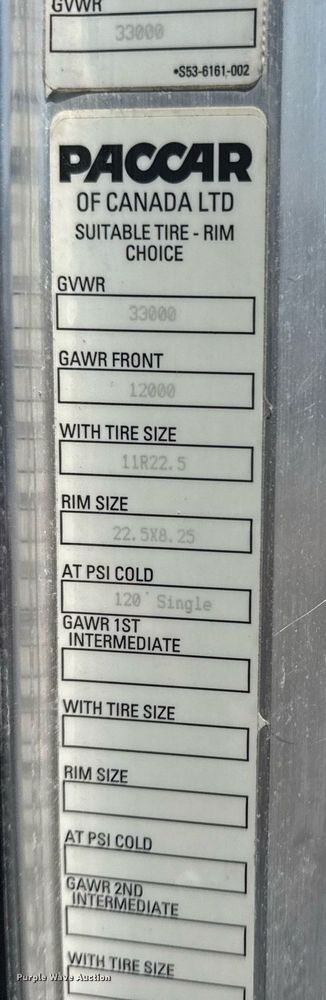 GVWR
33000
•S53-6161-002
PACCAR
OF CANADA LTD
SUITABLE TIRE - RIM
CHOICE
GVWR
33000
GAWR FRONT
12000
WITH TIRE SIZE
11R22.5
RIM SIZE
22.5X8.25
AT PSI COLD
120 Single
GAWR 1ST
INTERMEDIATE
WITH TIRE SIZE
RIM SIZE
AT PSI COLD
GAWR 2ND
INTERMEDIATE
WITH TIRE SIZE
Purple Wave Auction